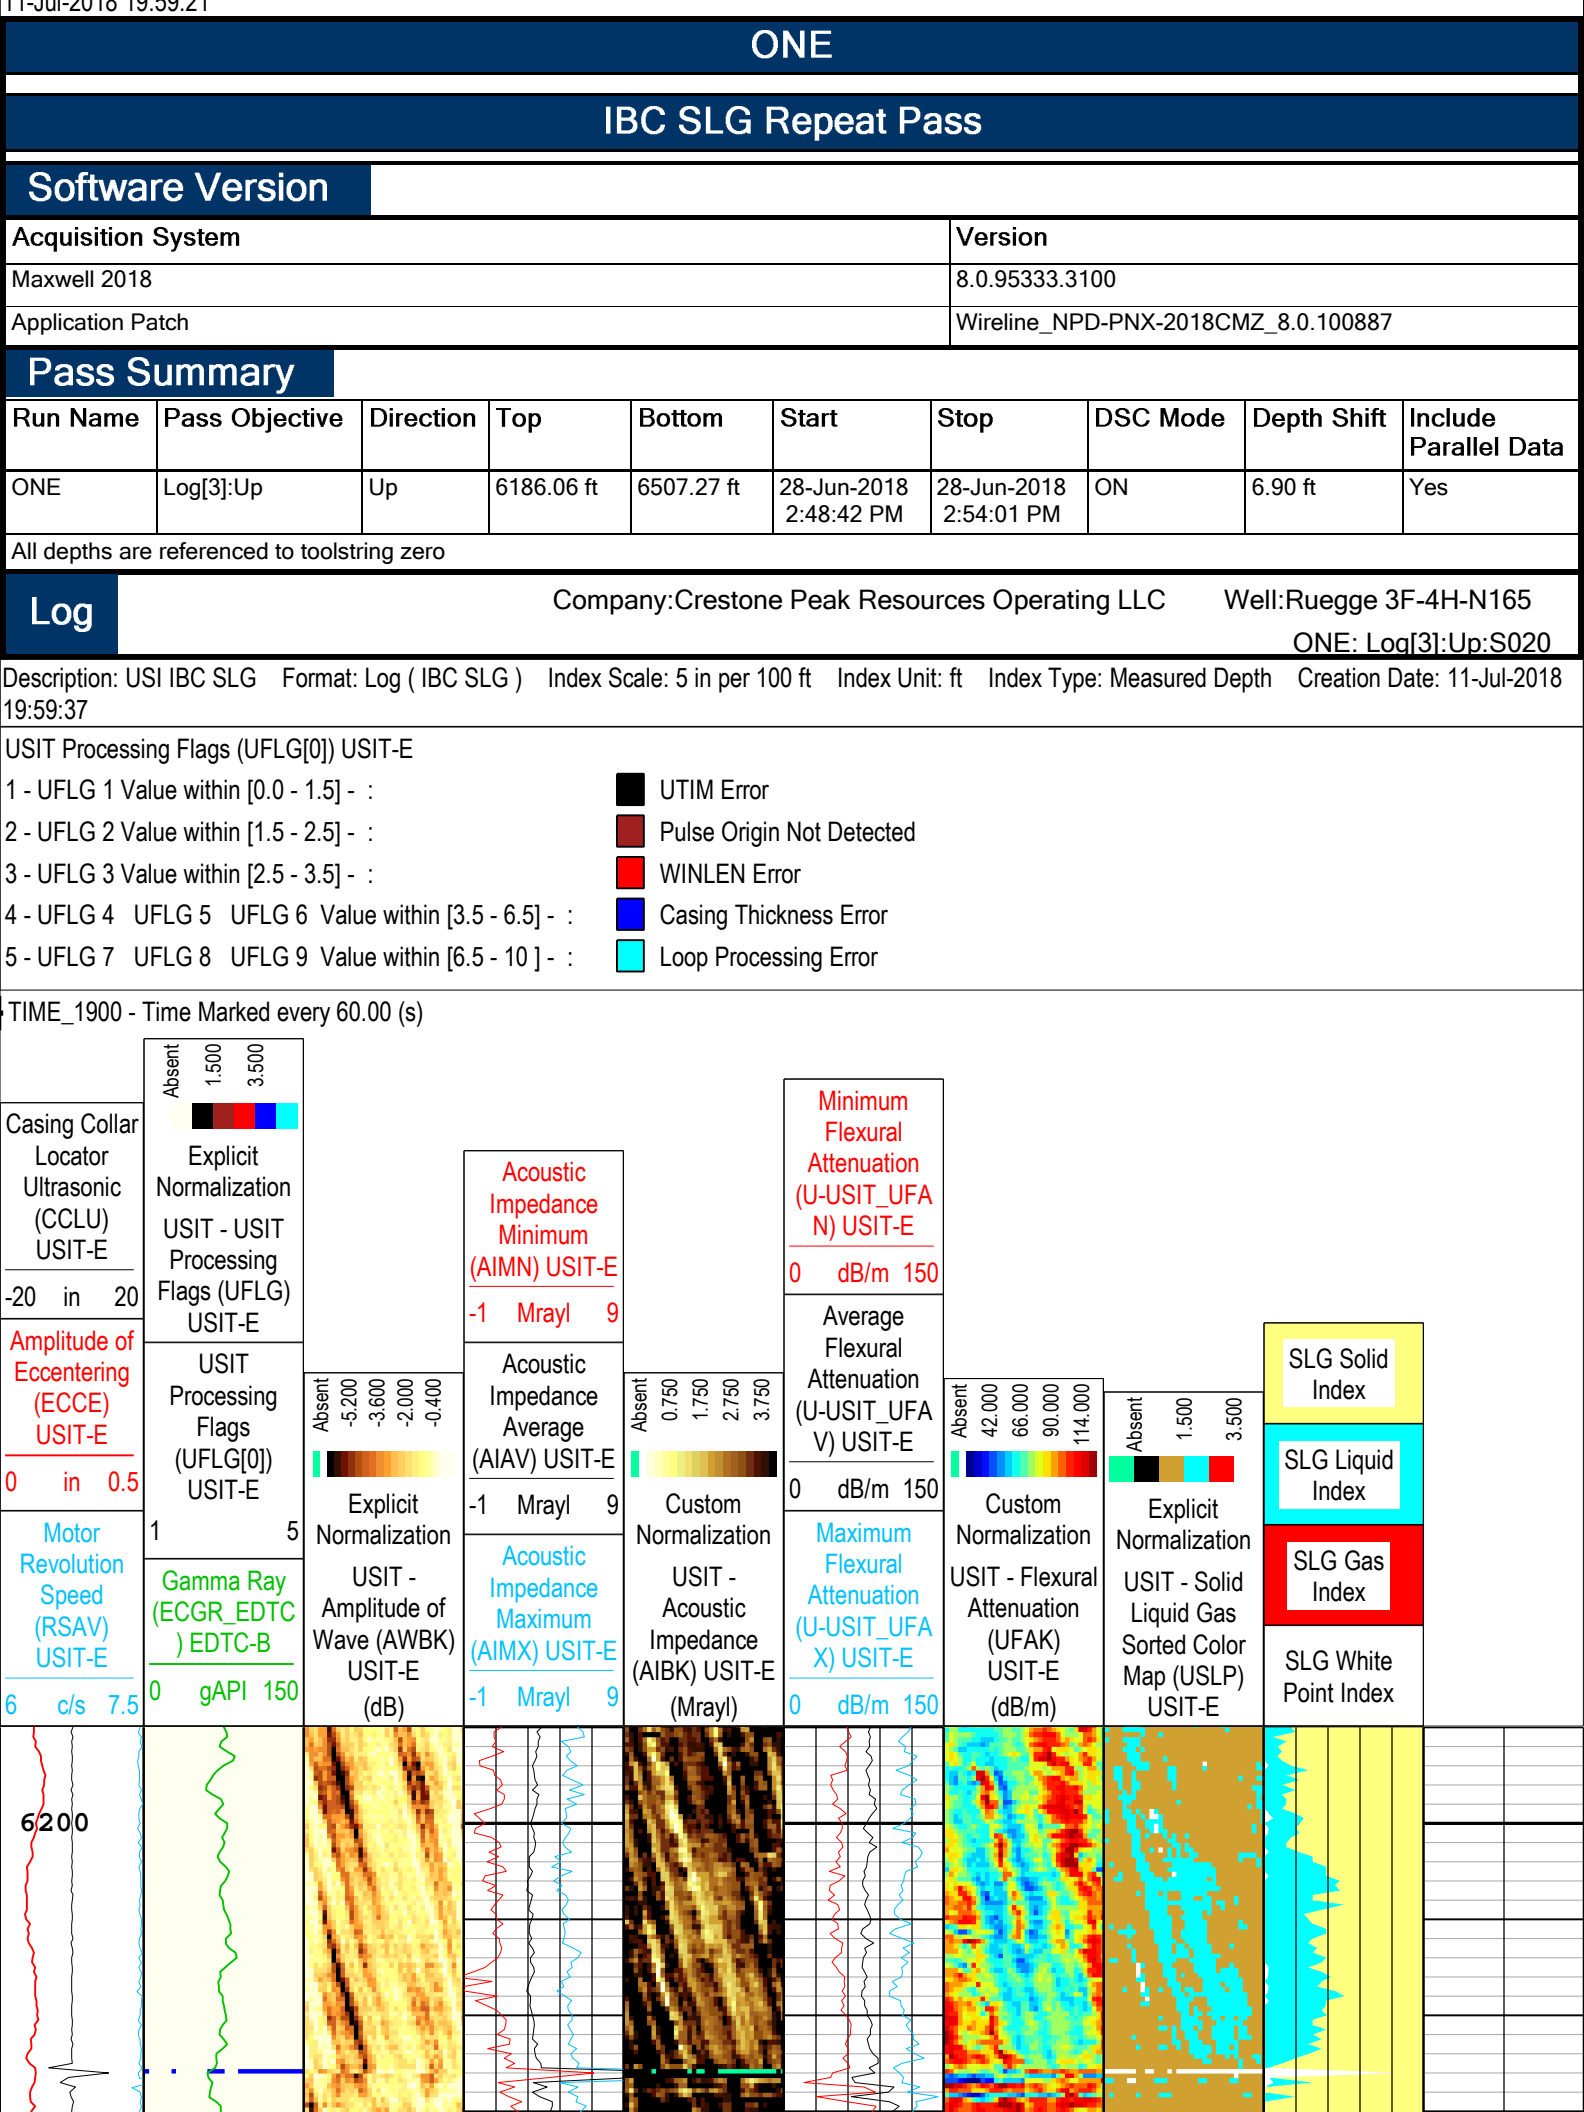 11-Jul-2018 19:59:21
ONE
IBC SLG Repeat Pass
Software Version
Acquisition System Version
Maxwell 2018 8.0.95333.3100
Application Patch Wireline_NPD-PNX-2018CMZ_8.0.100887
Pass Summary
Run Name Pass Objective Direction Top Bottom Start Stop DSC Mode Depth Shift Include
Parallel Data
ONE Log[3]:Up Up 6186.06 ft 6507.27 ft 28-Jun-2018 28-Jun-2018 ON 6.90 ft Yes
2:48:42 PM 2:54:01 PM
All depths are referenced to toolstring zero
Log
Company:Crestone Peak Resources Operating LLC Well:Ruegge 3F-4H-N165
ONE: Log[3]:Up:S020
Description: USI IBC SLG Format: Log ( IBC SLG ) Index Scale: 5 in per 100 ft Index Unit: ft Index Type: Measured Depth Creation Date: 11-Jul-2018
19:59:37
USIT Processing Flags (UFLG[0]) USIT-E
1 - UFLG 1 Value within [0.0 - 1.5] - : UTIM Error
2 - UFLG 2 Value within [1.5 - 2.5] - : Pulse Origin Not Detected
3 - UFLG 3 Value within [2.5 - 3.5] - : WINLEN Error
4 - UFLG 4 UFLG 5 UFLG 6 Value within [3.5 - 6.5] - : Casing Thickness Error
5 - UFLG 7 UFLG 8 UFLG 9 Value within [6.5 - 10 ] - : Loop Processing Error
TIME_1900 - Time Marked every 60.00 (s)
Casing Collar
Locator
Ultrasonic
(CCLU)
USIT-E
-20 in 20
Amplitude of
Eccentering
(ECCE)
USIT-E
0 in 0.5
Motor
Revolution
Speed
(RSAV)
USIT-E
6 c/s 7.5
Absent 1.500 3.500
Explicit
Normalization
USIT - USIT
Processing
Flags (UFLG)
USIT-E
USIT
Processing
Flags
(UFLG[0])
USIT-E
1 5
Gamma Ray
(ECGR_EDTC
) EDTC-B
0 gAPI 150
Absent -5.200 -3.600 -2.000 -0.400
Explicit
Normalization
USIT -
Amplitude of
Wave (AWBK)
USIT-E
(dB)
Acoustic
Impedance
Minimum
(AIMN) USIT-E
-1 Mrayl 9
Acoustic
Impedance
Average
(AIAV) USIT-E
-1 Mrayl 9
Acoustic
Impedance
Maximum
(AIMX) USIT-E
-1 Mrayl 9
Absent 0.750 1.750 2.750 3.750
Custom
Normalization
USIT -
Acoustic
Impedance
(AIBK) USIT-E
(Mrayl)
Minimum
Flexural
Attenuation
(U-USIT_UFA
N) USIT-E
0 dB/m 150
Average
Flexural
Attenuation
(U-USIT_UFA
V) USIT-E
0 dB/m 150
Maximum
Flexural
Attenuation
(U-USIT_UFA
X) USIT-E
0 dB/m 150
Absent 42.000 66.000 90.000 114.000
Custom
Normalization
USIT - Flexural
Attenuation
(UFAK)
USIT-E
(dB/m)
Absent 1.500 3.500
Explicit
Normalization
USIT - Solid
Liquid Gas
Sorted Color
Map (USLP)
USIT-E
SLG Solid
Index
SLG Liquid
Index
SLG Gas
Index
SLG White
Point Index
6200